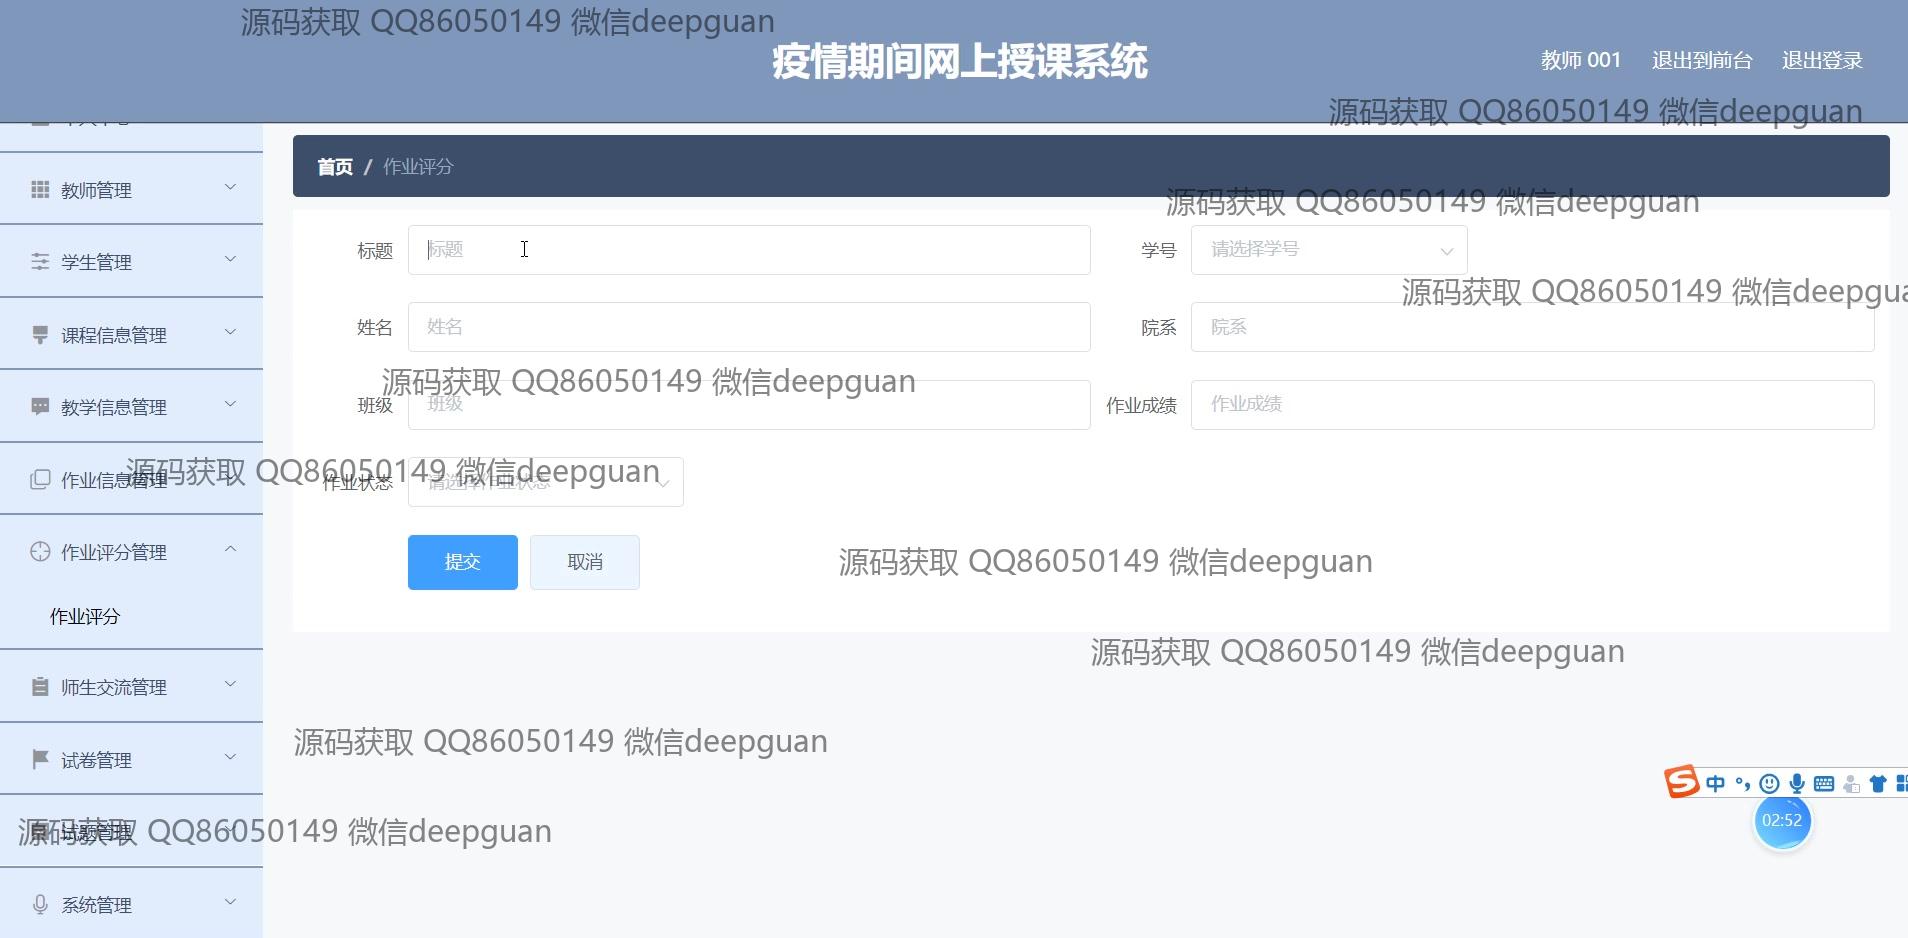 源码获取 QQ86050149 微信deepguan
疫情期间网上授课系统
教师 001 退出到前台 退出登录
源码获取 QQ86050149 微信deepguan
首页 / 作业评分
教师管理
源码获取 QQ86050149 微信deepguan
标题 标题 学号 请选择学号
学生管理
源码获取 QQ86050149 微信deepgua
姓名 姓名 院系 院系
课程信息管理
源码获取 QQ86050149 微信deepguan
班级 班级 作业成绩 作业成绩
教学信息管理
源码获取 QQ86050149 微信deepguan
作业信息管理
作业状态 请选择作业状态
作业评分管理
提交 取消
源码获取 QQ86050149 微信deepguan
作业评分
源码获取 QQ86050149 微信deepguan
师生交流管理
源码获取 QQ86050149 微信deepguan
试卷管理
中
02:52
源码获取 QQ86050149 微信deepguan
试题管理
系统管理